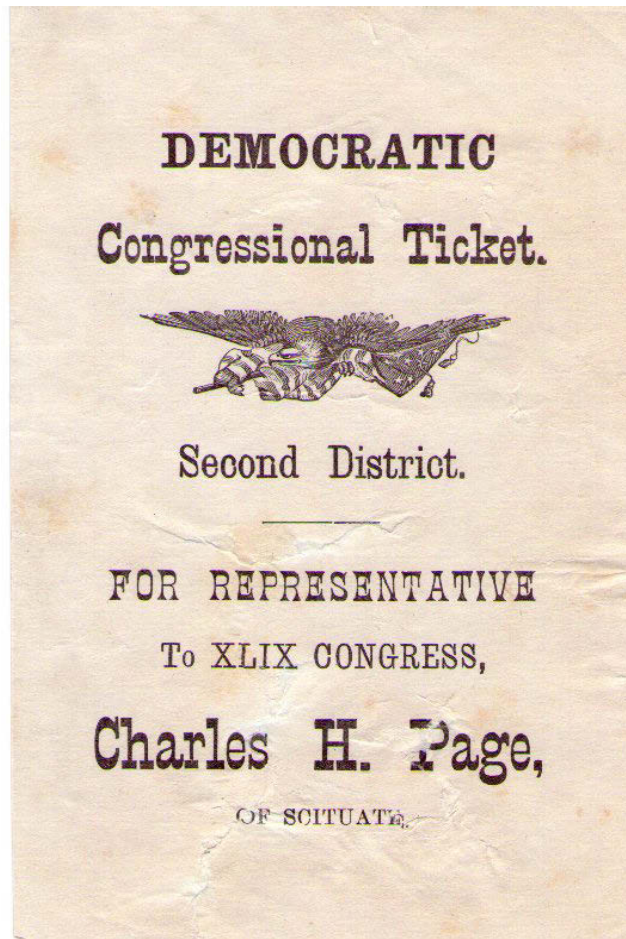 DEMOCRATIC
Congressional Ticket.
Second District.
FOR REPRESENTATIVE
To XLIX CONGRESS,
Charles H. Page,
OF SCITUATE.